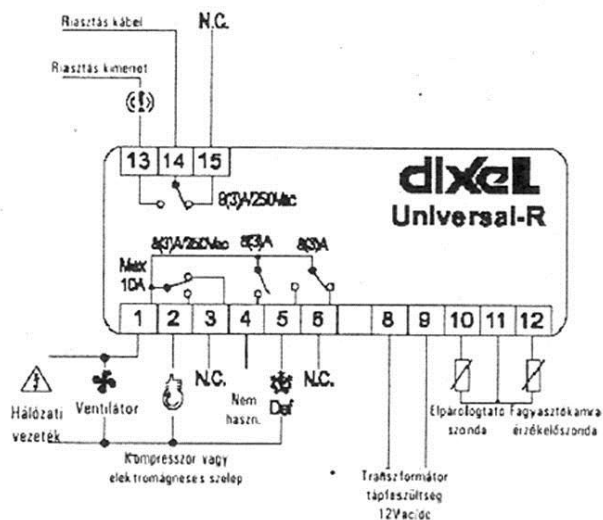 Riasztás kábel
N.C.
Riasztás kimenet
13 14 15
8(3)A/250Vac
dixel
Universal-R
8(3)A/250Vac 8(3)A 8(3)A
Max
10A
1 2 3 4 5 6 8 9 10 11 12
N.C.
N.C.
Hálózati
vezeték
Ventilátor
Nem
haszn.
Def
Kompresszor vagy
elektromágneses szelep
Elpárologtató
szonda
Fagyasztókamra
érzékelőszonda
Transzformátor
tápfeszültség
12Vac/dc